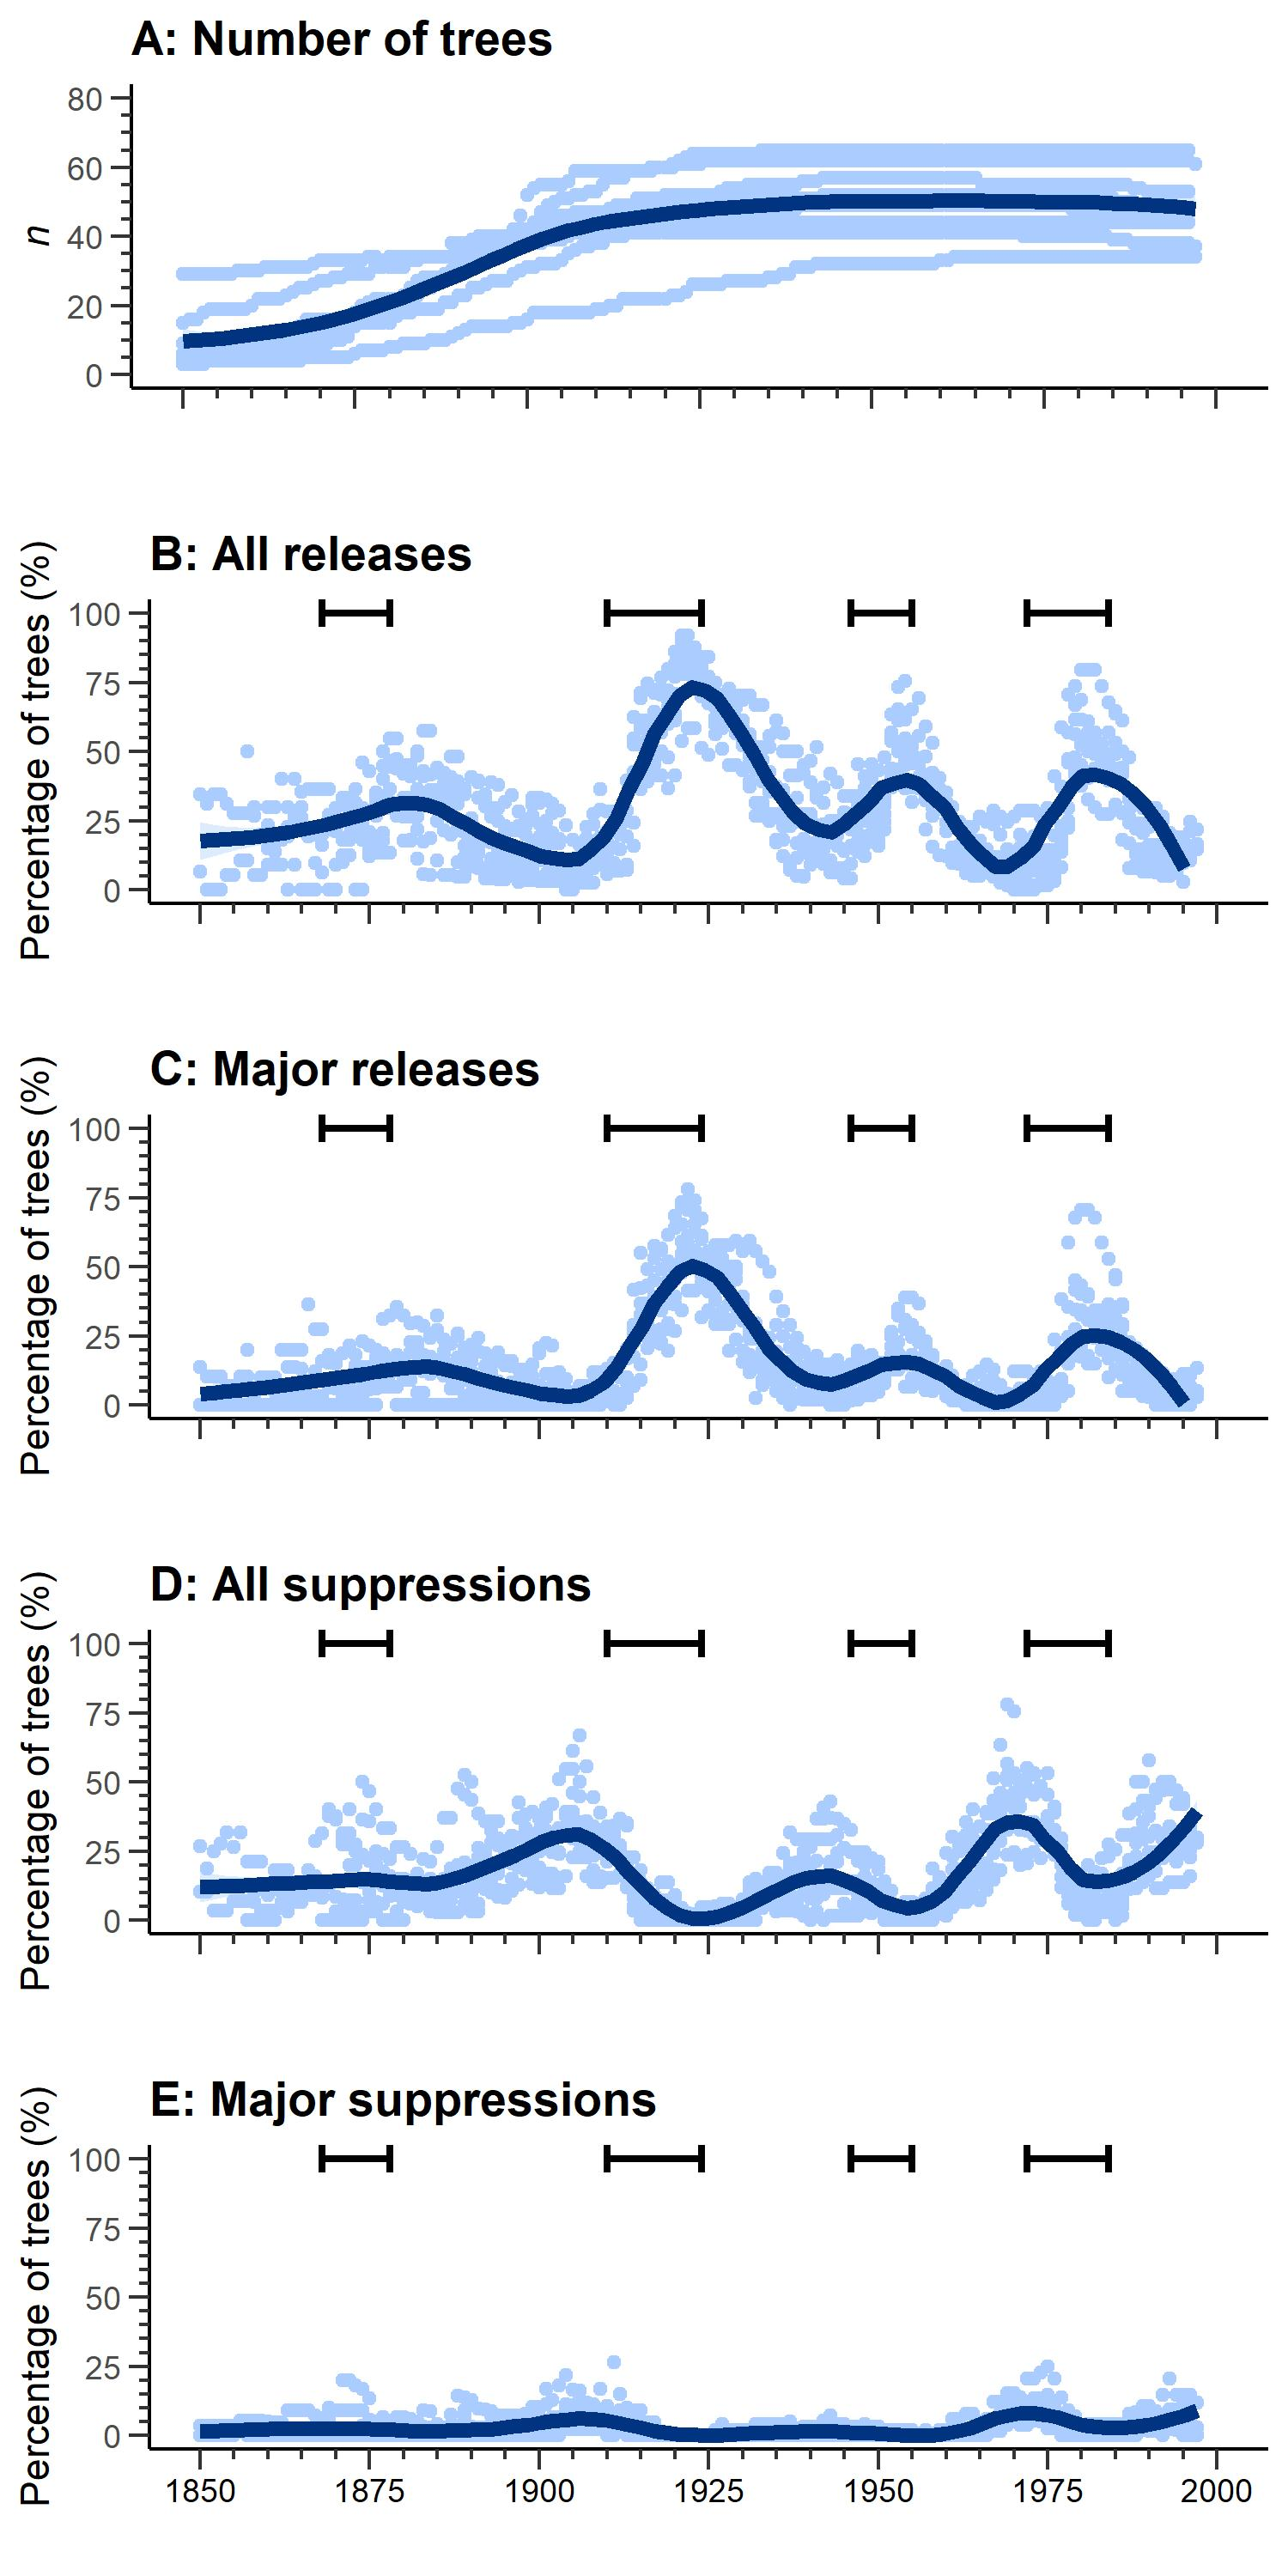 A: Number of trees
80
60
40
20
0
n
B: All releases
100
75
50
25
0
Percentage of trees (%)
C: Major releases
100
75
50
25
0
Percentage of trees (%)
D: All suppressions
100
75
50
25
0
Percentage of trees (%)
E: Major suppressions
100
75
50
25
0
Percentage of trees (%)
1850 1875 1900 1925 1950 1975 2000